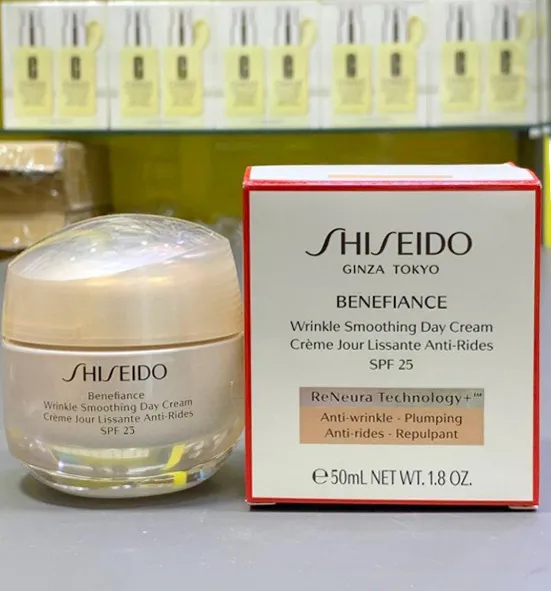 SHISEIDO
Benefiance
Wrinkle Smoothing Day Cream
Crème Jour Lissante Anti-Rides
SPF 25
SHISEIDO
GINZA TOKYO
BENEFIANCE
Wrinkle Smoothing Day Cream
Crème Jour Lissante Anti-Rides
SPF 25
ReNeura Technology+™
Anti-wrinkle - Plumping
Anti-rides - Repulpant
℮50mL NET WT. 1.8 OZ.